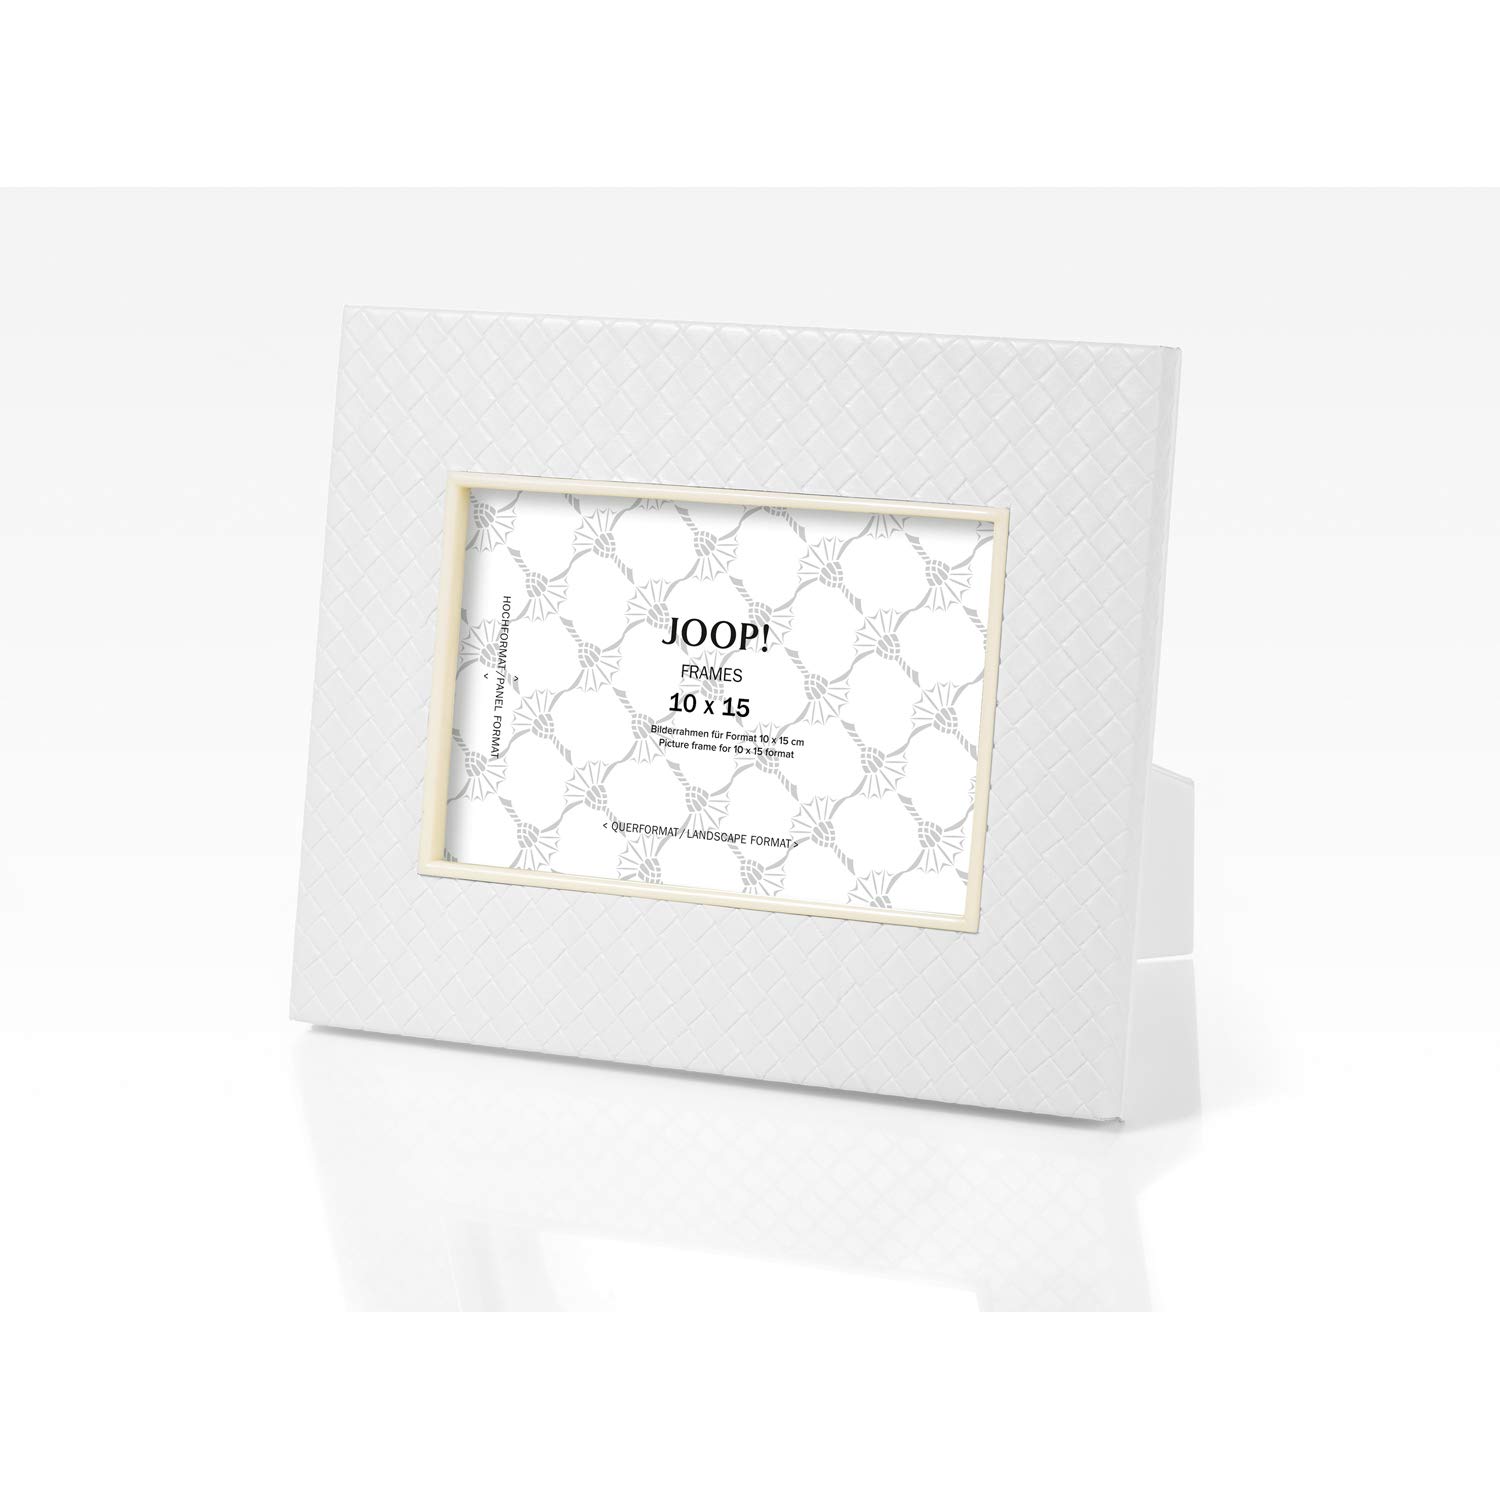 JOOP!
FRAMES
10 x 15
Bilderrahmen für Format 10 x 15 cm
Picture frame for 10 x 15 format
HOCHFORMAT/PANEL FORMAT
< QUERFORMAT/LANDSCAPE FORMAT >